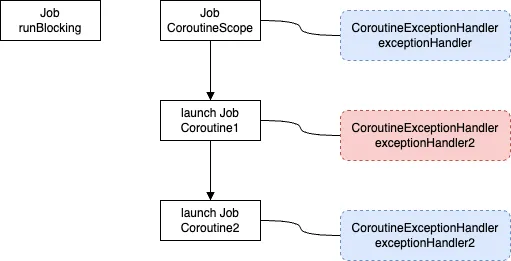 Job
runBlocking
Job
CoroutineScope
CoroutineExceptionHandler
exceptionHandler
launch Job
Coroutine1
CoroutineExceptionHandler
exceptionHandler2
launch Job
Coroutine2
CoroutineExceptionHandler
exceptionHandler2